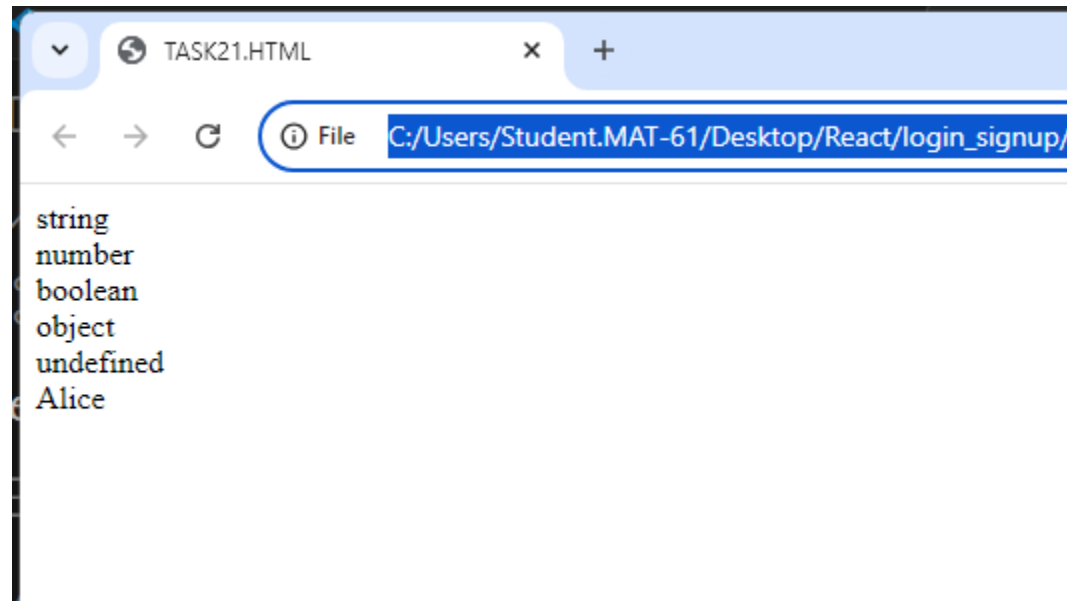 TASK21.HTML
File C:/Users/Student.MAT-61/Desktop/React/login_signup/
string
number
boolean
object
undefined
Alice